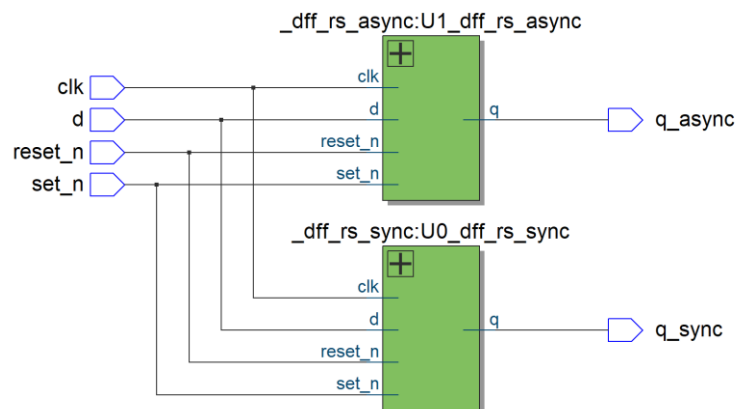 _dff_rs_async:U1_dff_rs_async
clk
d
reset_n
set_n
clk
d
reset_n
set_n
q
q_async
_dff_rs_sync:U0_dff_rs_sync
clk
d
reset_n
set_n
q
q_sync